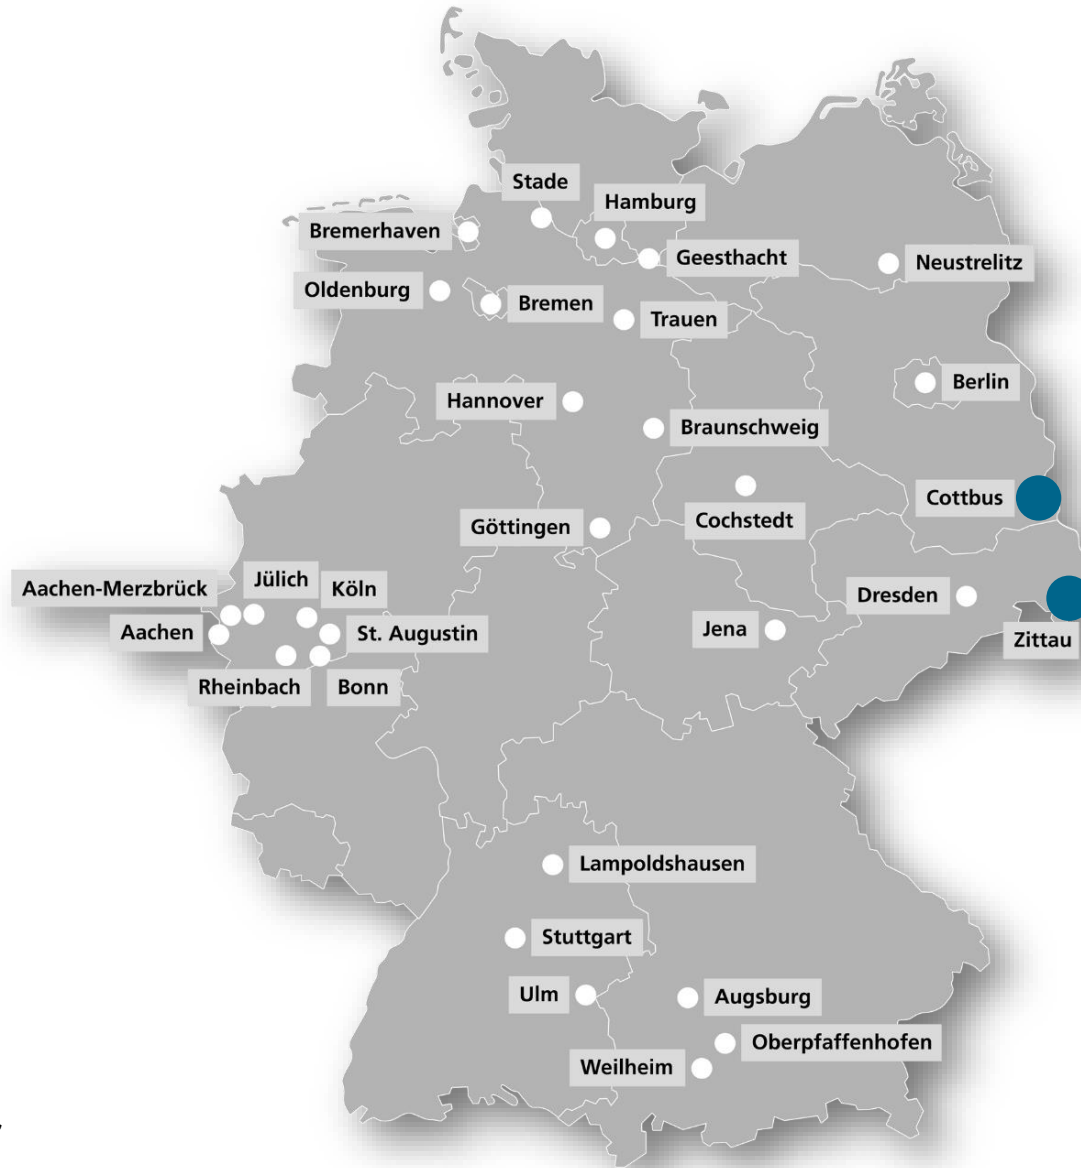 Stade
Hamburg
Bremerhaven
Geesthacht
Neustrelitz
Oldenburg
Bremen
Trauen
Berlin
Hannover
Braunschweig
Cottbus
Cochstedt
Göttingen
Jülich
Aachen-Merzbrück
Köln
Dresden
Aachen
St. Augustin
Jena
Zittau
Rheinbach
Bonn
Lampoldshausen
Stuttgart
Ulm
Augsburg
Oberpfaffenhofen
Weilheim